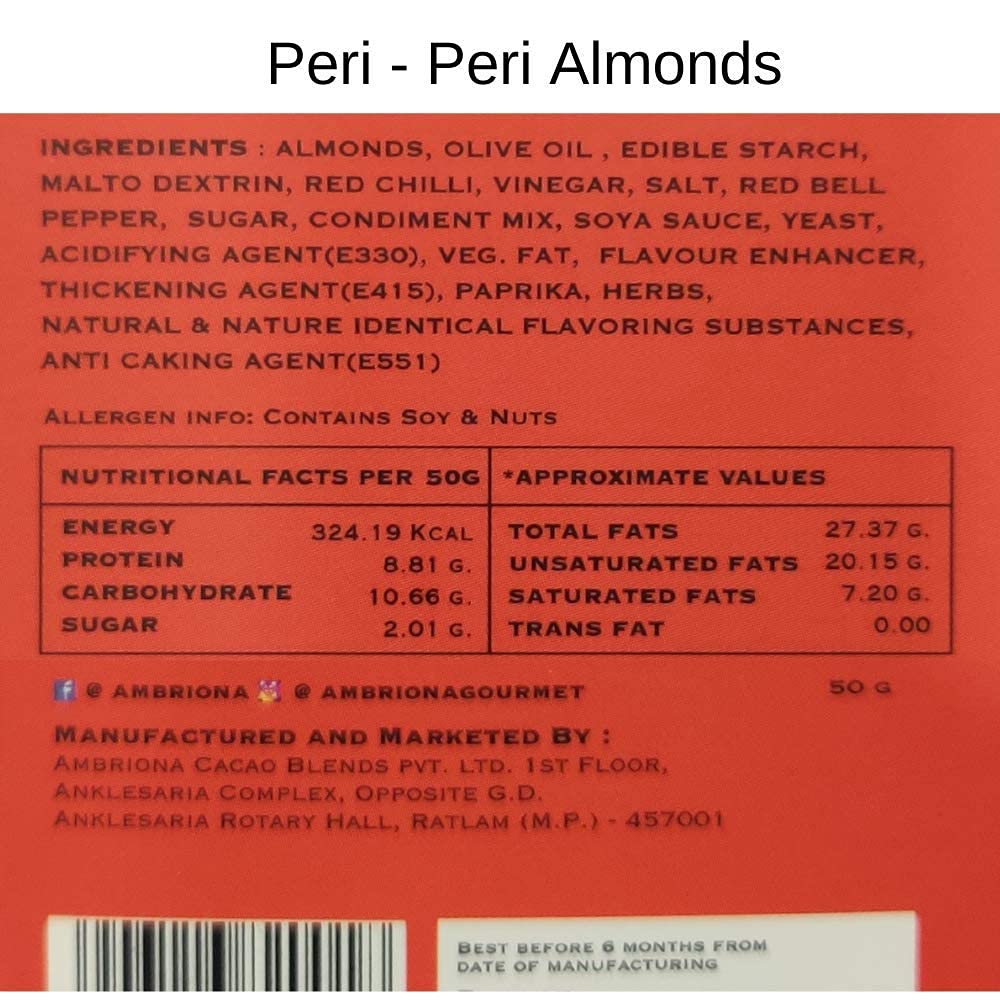 Peri - Peri Almonds
INGREDIENTS : ALMONDS, OLIVE OIL , EDIBLE STARCH,
MALTO DEXTRIN, RED CHILLI, VINEGAR, SALT, RED BELL
PEPPER, SUGAR, CONDIMENT MIX, SOYA SAUCE, YEAST,
ACIDIFYING AGENT(E330), VEG. FAT, FLAVOUR ENHANCER,
THICKENING AGENT(E415), PAPRIKA, HERBS,
NATURAL & NATURE IDENTICAL FLAVORING SUBSTANCES,
ANTI CAKING AGENT(E551)
ALLERGEN INFO: CONTAINS SOY & NUTS
NUTRITIONAL FACTS PER 50G *APPROXIMATE VALUES
ENERGY 324.19 KCAL TOTAL FATS 27.37 G.
PROTEIN 8.81 G. UNSATURATED FATS 20.15 G.
CARBOHYDRATE 10.66 G. SATURATED FATS 7.20 G.
SUGAR 2.01 G. TRANS FAT 0.00
@ AMBRIONA @ AMBRIONAGOURMET 50 G
MANUFACTURED AND MARKETED BY :
AMBRIONA CACAO BLENDS PVT. LTD. 1ST FLOOR,
ANKLESARIA COMPLEX, OPPOSITE G.D.
ANKLESARIA ROTARY HALL, RATLAM (M.P.) - 457001
BEST BEFORE 6 MONTHS FROM
DATE OF MANUFACTURING